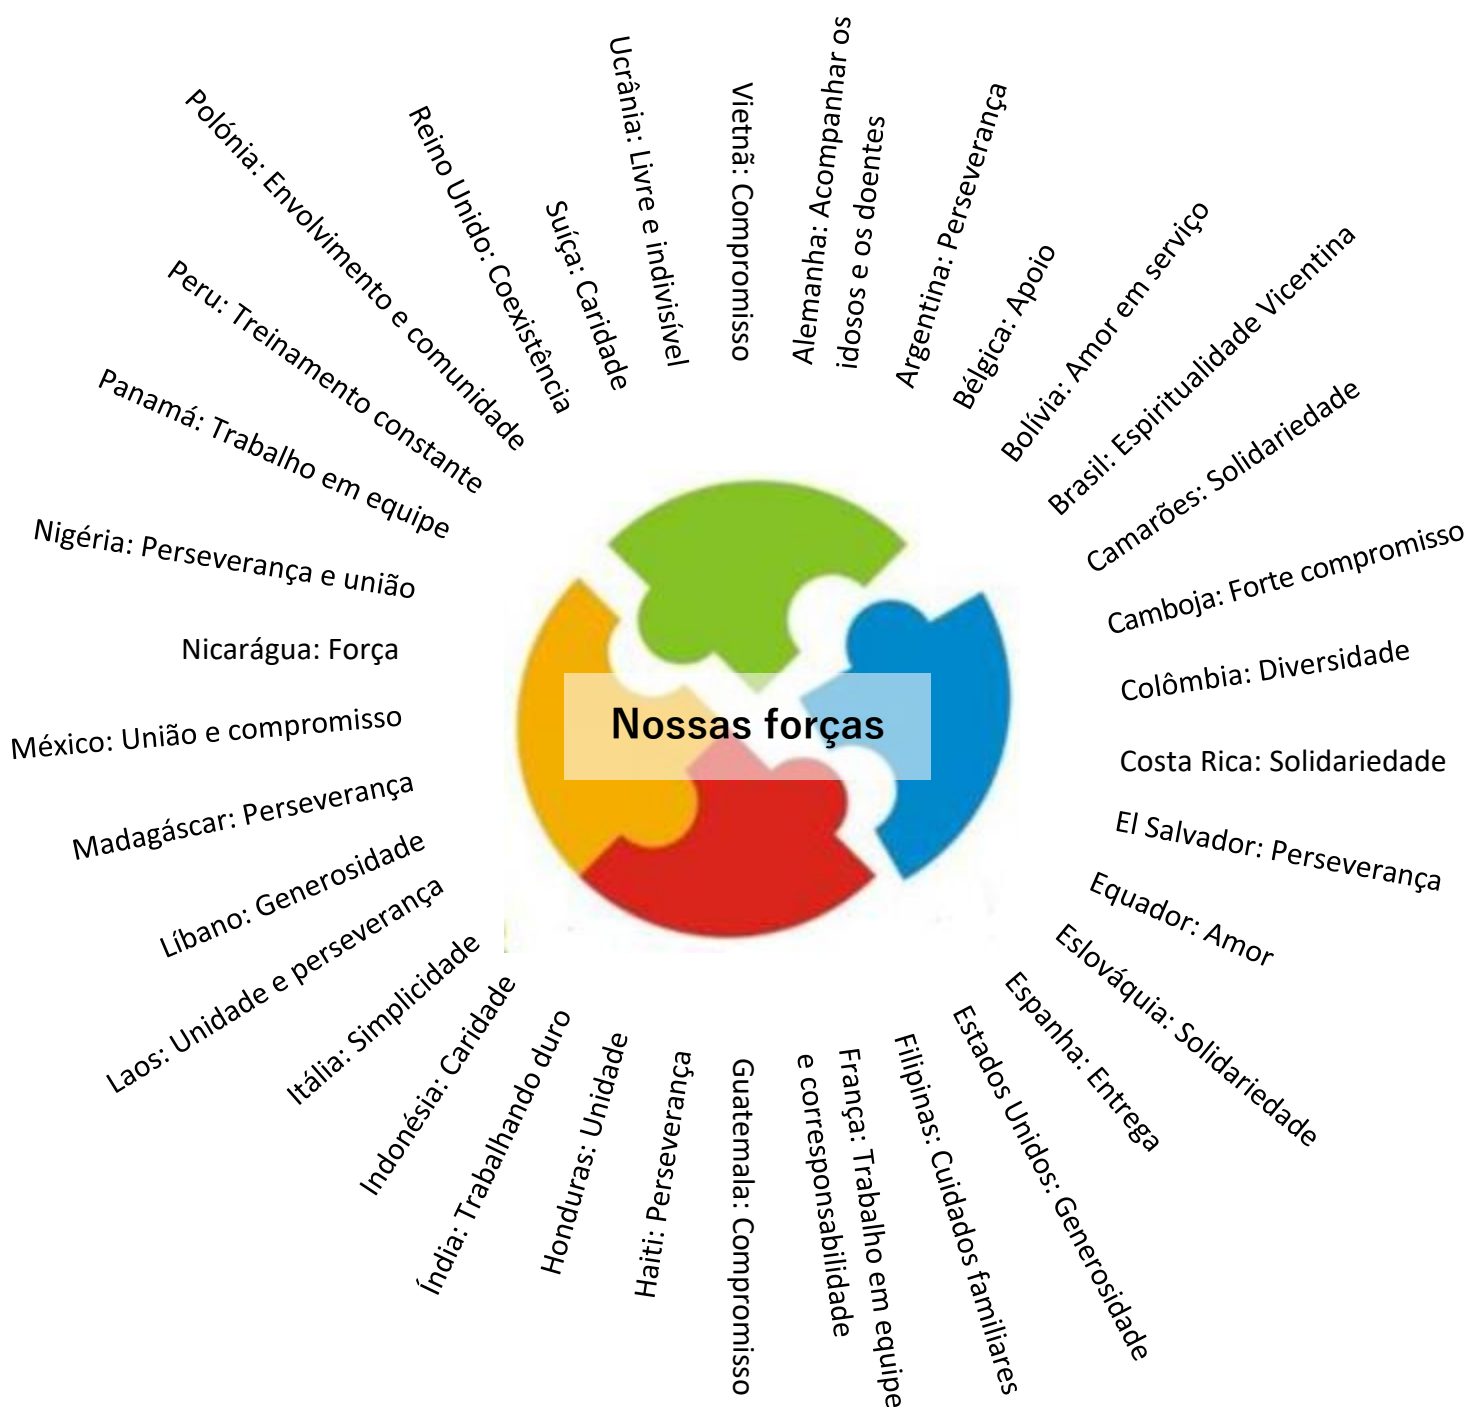 Nossas forças
Alemanha: Acompanhar os
idosos e os doentes
Argentina: Perseverança
Bélgica: Apoio
Bolívia: Amor em serviço
Brasil: Espiritualidade Vicentina
Camarões: Solidariedade
Camboja: Forte compromisso
Colômbia: Diversidade
Costa Rica: Solidariedade
El Salvador: Perseverança
Equador: Amor
Eslováquia: Solidariedade
Espanha: Entrega
Estados Unidos: Generosidade
Filipinas: Cuidados familiares
França: Trabalho em equipe
e corresponsabilidade
Guatemala: Compromisso
Haiti: Perseverança
Honduras: Unidade
Índia: Trabalhando duro
Indonésia: Caridade
Itália: Simplicidade
Laos: Unidade e perseverança
Líbano: Generosidade
Madagáscar: Perseverança
México: União e compromisso
Nicarágua: Força
Nigéria: Perseverança e união
Panamá: Trabalho em equipe
Peru: Treinamento constante
Polónia: Envolvimento e comunidade
Reino Unido: Coexistência
Suíça: Caridade
Ucrânia: Livre e indivisível
Vietnã: Compromisso